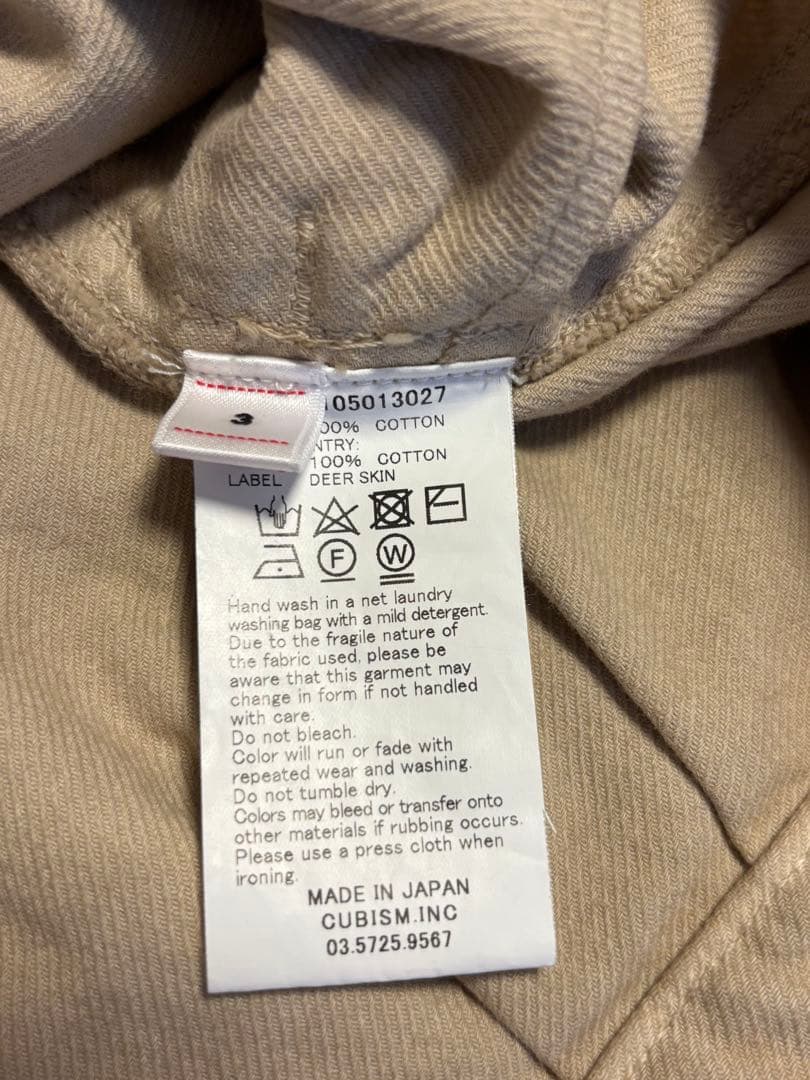 3
105013027
100% COTTON
100% COTTON
LABEL DEER SKIN
F W
Hand wash in a net laundry
washing bag with a mild detergent.
Due to the fragile nature of
the fabric used, please be
aware that this garment may
change in form if not handled
with care.
Do not bleach.
Color will run or fade with
repeated wear and washing.
Do not tumble dry.
Colors may bleed or transfer onto
other materials if rubbing occurs.
Please use a press cloth when
ironing.
MADE IN JAPAN
CUBISM.INC
03.5725.9567